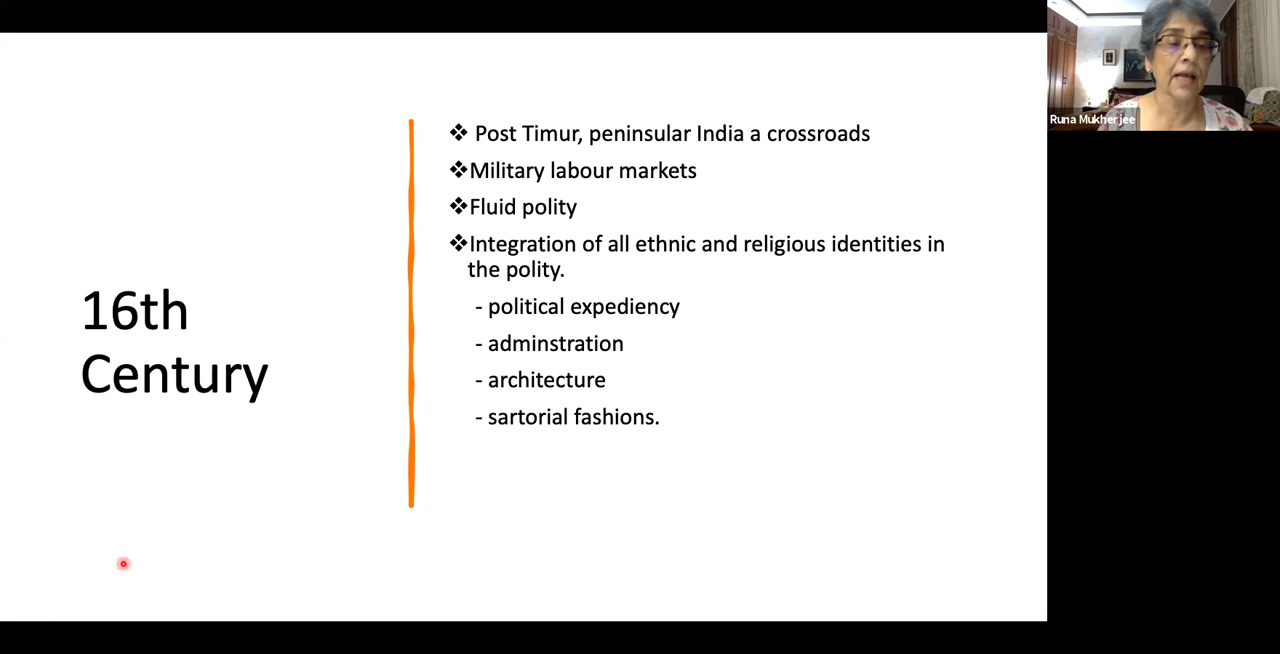 16th
Century
❖ Post Timur, peninsular India a crossroads
❖Military labour markets
❖Fluid polity
❖Integration of all ethnic and religious identities in
the polity.
- political expediency
- adminstration
- architecture
- sartorial fashions.
Runa Mukherjee